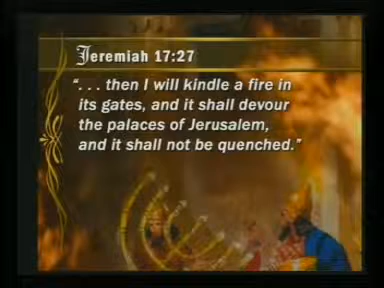 Jeremiah 17:27
“. . . then I will kindle a fire in
its gates, and it shall devour
the palaces of Jerusalem,
and it shall not be quenched.”